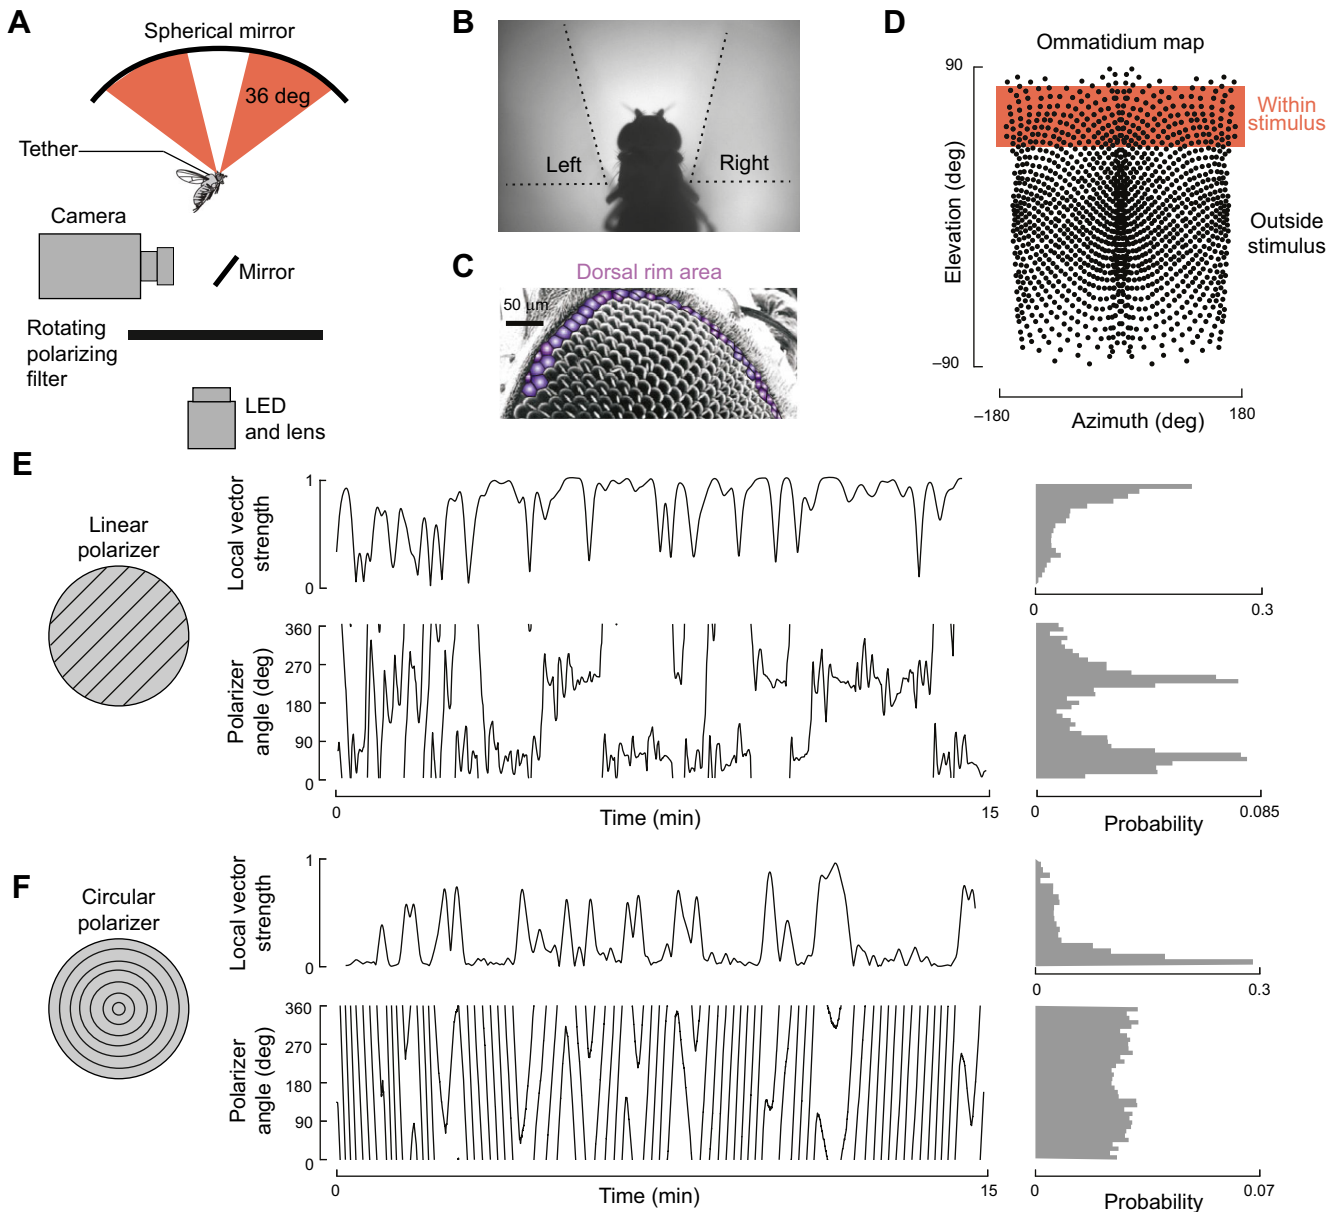 A
Spherical mirror
36 deg
Tether
Camera
Mirror
Rotating
polarizing
filter
LED
and lens
B
Left
Right
C
Dorsal rim area
50 um
D
Ommatidium map
90
Elevation (deg)
–90
Within
stimulus
Outside
stimulus
–180
180
Azimuth (deg)
E
Linear
polarizer
Local vector
strength
1
0
Polarizer
angle (deg)
360
270
180
90
0
0
15
Time (min)
0
0.3
0
0.085
Probability
F
Circular
polarizer
Local vector
strength
1
0
Polarizer
angle (deg)
360
270
180
90
0
0
15
Time (min)
0
0.3
0
0.07
Probability